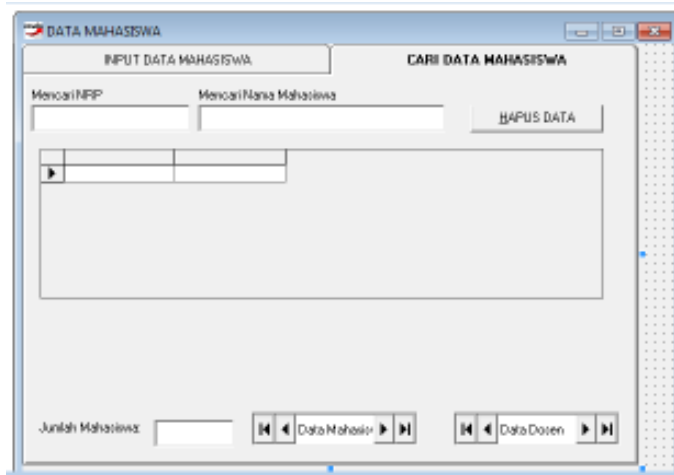 DATA MAHASISWA
INPUT DATA MAHASISWA
CARI DATA MAHASISWA
Mencari NRP
Mencari Nama Mahasiswa
HAPUS DATA
Jumlah Mahasiswa:
Data Mahasis
Data Dosen